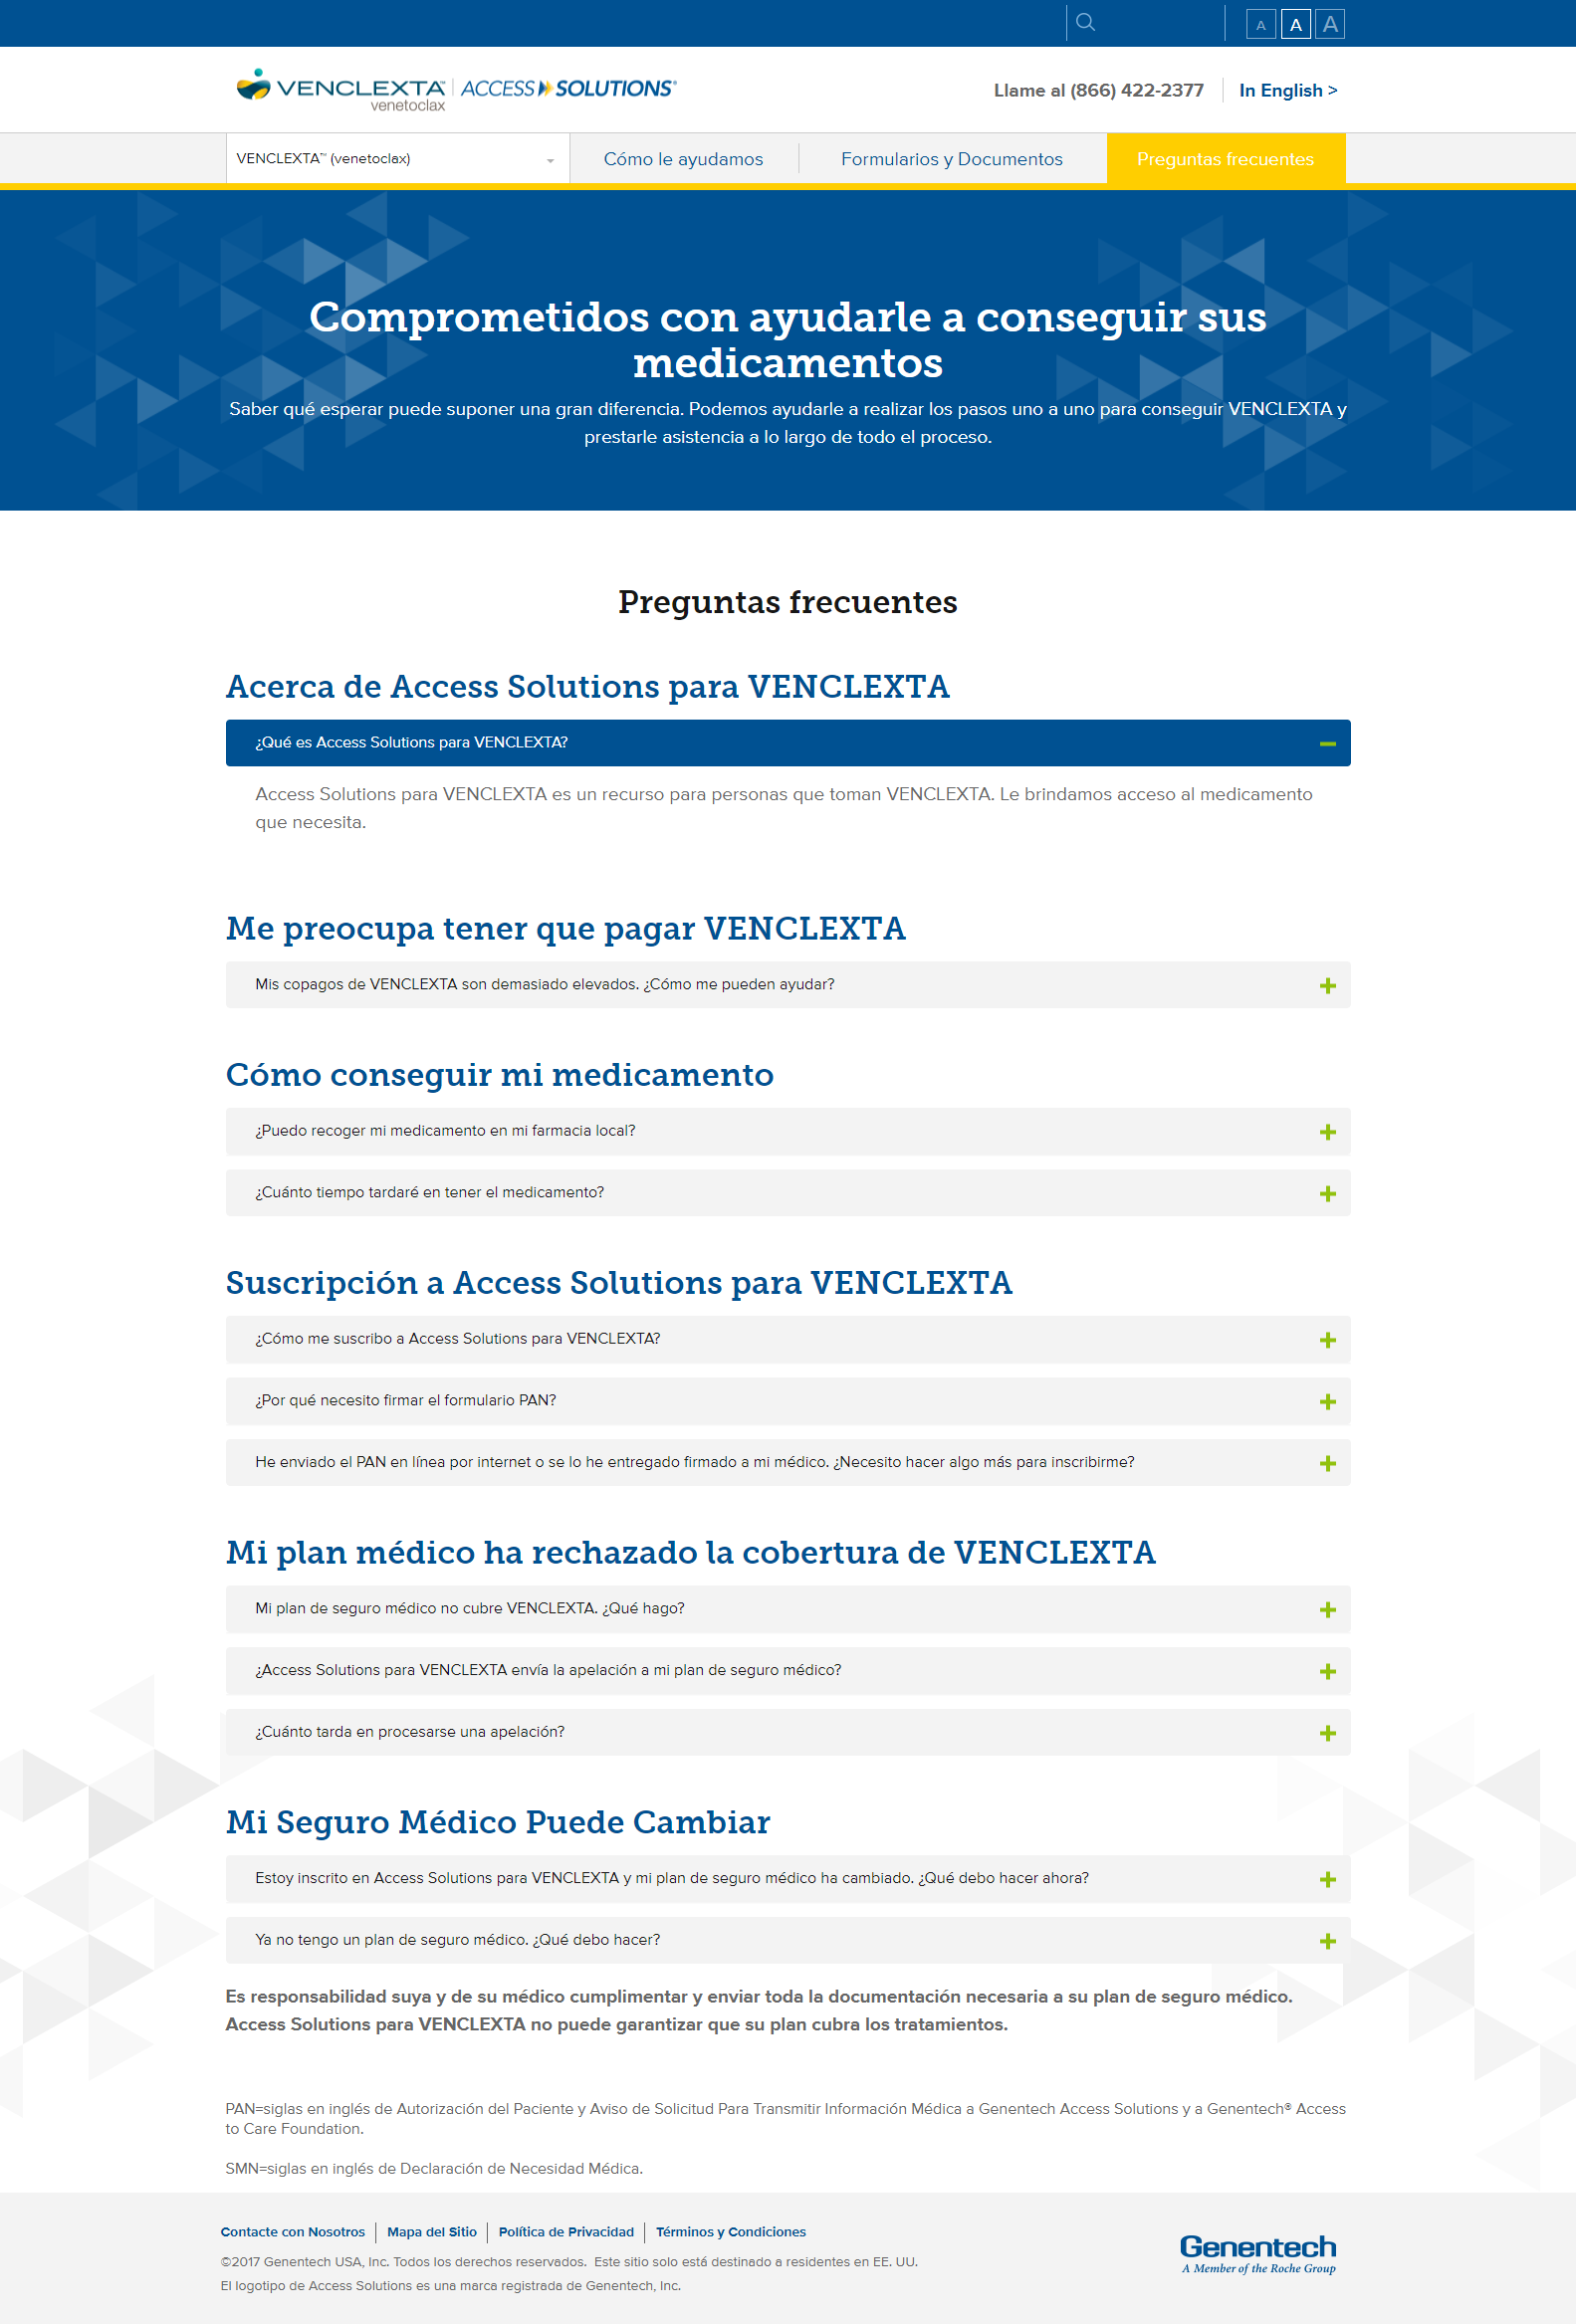 A A A
VENCLEXTA™ venetoclax | ACCESS SOLUTIONS®
Llame al (866) 422-2377
In English >
VENCLEXTA™ (venetoclax)
Cómo le ayudamos
Formularios y Documentos
Preguntas frecuentes
Comprometidos con ayudarle a conseguir sus
medicamentos
Saber qué esperar puede suponer una gran diferencia. Podemos ayudarle a realizar los pasos uno a uno para conseguir VENCLEXTA y
prestarle asistencia a lo largo de todo el proceso.
Preguntas frecuentes
Acerca de Access Solutions para VENCLEXTA
¿Qué es Access Solutions para VENCLEXTA?
Access Solutions para VENCLEXTA es un recurso para personas que toman VENCLEXTA. Le brindamos acceso al medicamento
que necesita.
Me preocupa tener que pagar VENCLEXTA
Mis copagos de VENCLEXTA son demasiado elevados. ¿Cómo me pueden ayudar?
Cómo conseguir mi medicamento
¿Puedo recoger mi medicamento en mi farmacia local?
¿Cuánto tiempo tardaré en tener el medicamento?
Suscripción a Access Solutions para VENCLEXTA
¿Cómo me suscribo a Access Solutions para VENCLEXTA?
¿Por qué necesito firmar el formulario PAN?
He enviado el PAN en línea por internet o se lo he entregado firmado a mi médico. ¿Necesito hacer algo más para inscribirme?
Mi plan médico ha rechazado la cobertura de VENCLEXTA
Mi plan de seguro médico no cubre VENCLEXTA. ¿Qué hago?
¿Access Solutions para VENCLEXTA envía la apelación a mi plan de seguro médico?
¿Cuánto tarda en procesarse una apelación?
Mi Seguro Médico Puede Cambiar
Estoy inscrito en Access Solutions para VENCLEXTA y mi plan de seguro médico ha cambiado. ¿Qué debo hacer ahora?
Ya no tengo un plan de seguro médico. ¿Qué debo hacer?
Es responsabilidad suya y de su médico cumplimentar y enviar toda la documentación necesaria a su plan de seguro médico.
Access Solutions para VENCLEXTA no puede garantizar que su plan cubra los tratamientos.
PAN=siglas en inglés de Autorización del Paciente y Aviso de Solicitud Para Transmitir Información Médica a Genentech Access Solutions y a Genentech® Access
to Care Foundation.
SMN=siglas en inglés de Declaración de Necesidad Médica.
Contacte con Nosotros | Mapa del Sitio | Política de Privacidad | Términos y Condiciones
©2017 Genentech USA, Inc. Todos los derechos reservados. Este sitio solo está destinado a residentes en EE. UU.
El logotipo de Access Solutions es una marca registrada de Genentech, Inc.
Genentech
A Member of the Roche Group